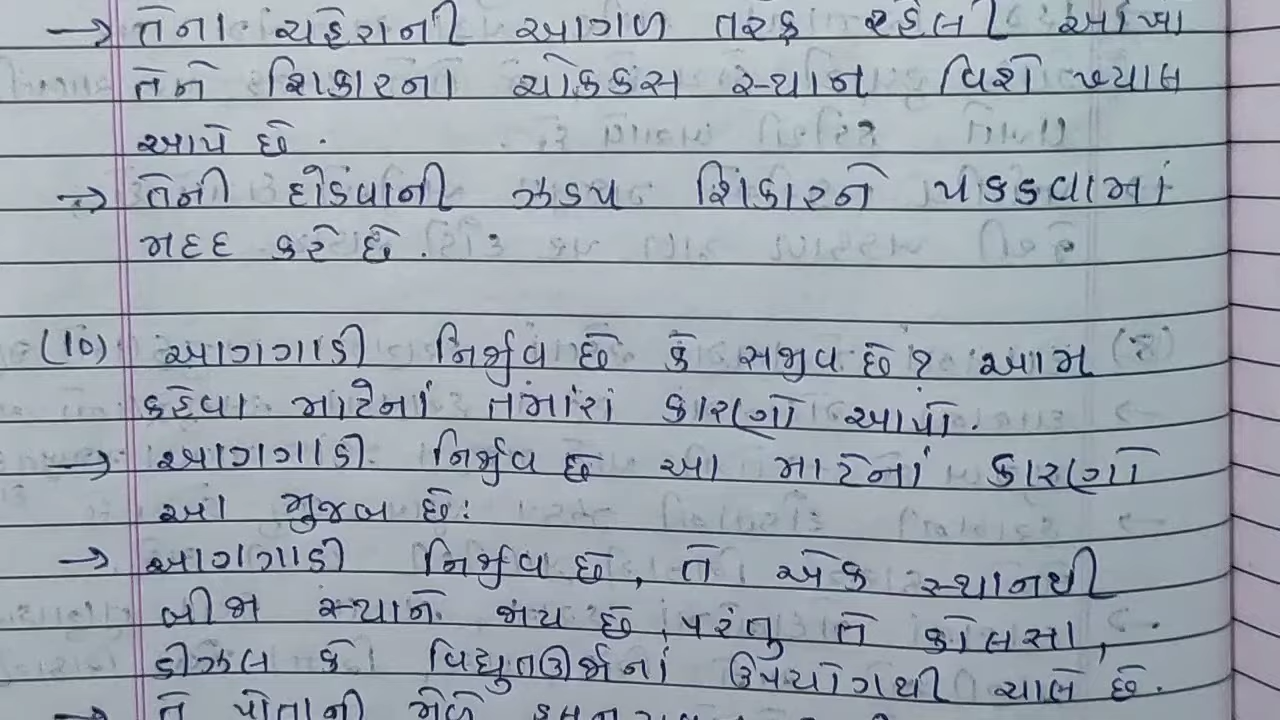 → તેના ચહેરાની આગળ તરફ રહેલી આંખો
તેને શિકારના ચોક્કસ સ્થાન વિશે ખ્યાલ
આપે છે.
→ તેની દોડવાની ઝડપ શિકારને પકડવામાં
મદદ કરે છે.
(10) આગગાડી નિર્જીવ છે કે સજીવ છે? આમ
કહેવા માટેનાં તમારાં કારણો આપો.
→ આગગાડી નિર્જીવ છે આ માટેનાં કારણો
આ મુજબ છે:
→ આગગાડી નિર્જીવ છે, તે એક સ્થાનથી
બીજા સ્થાને જાય છે, પરંતુ તે કોલસા,
ડીઝલ કે વિદ્યુતઊર્જાનાં ઉપયોગથી ચાલે છે.
→ તે પોતાની મેળે